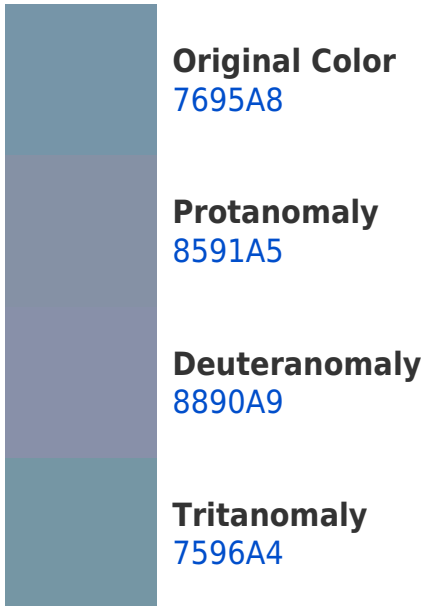 Original Color
7695A8
Protanomaly
8591A5
Deuteranomaly
8890A9
Tritanomaly
7596A4